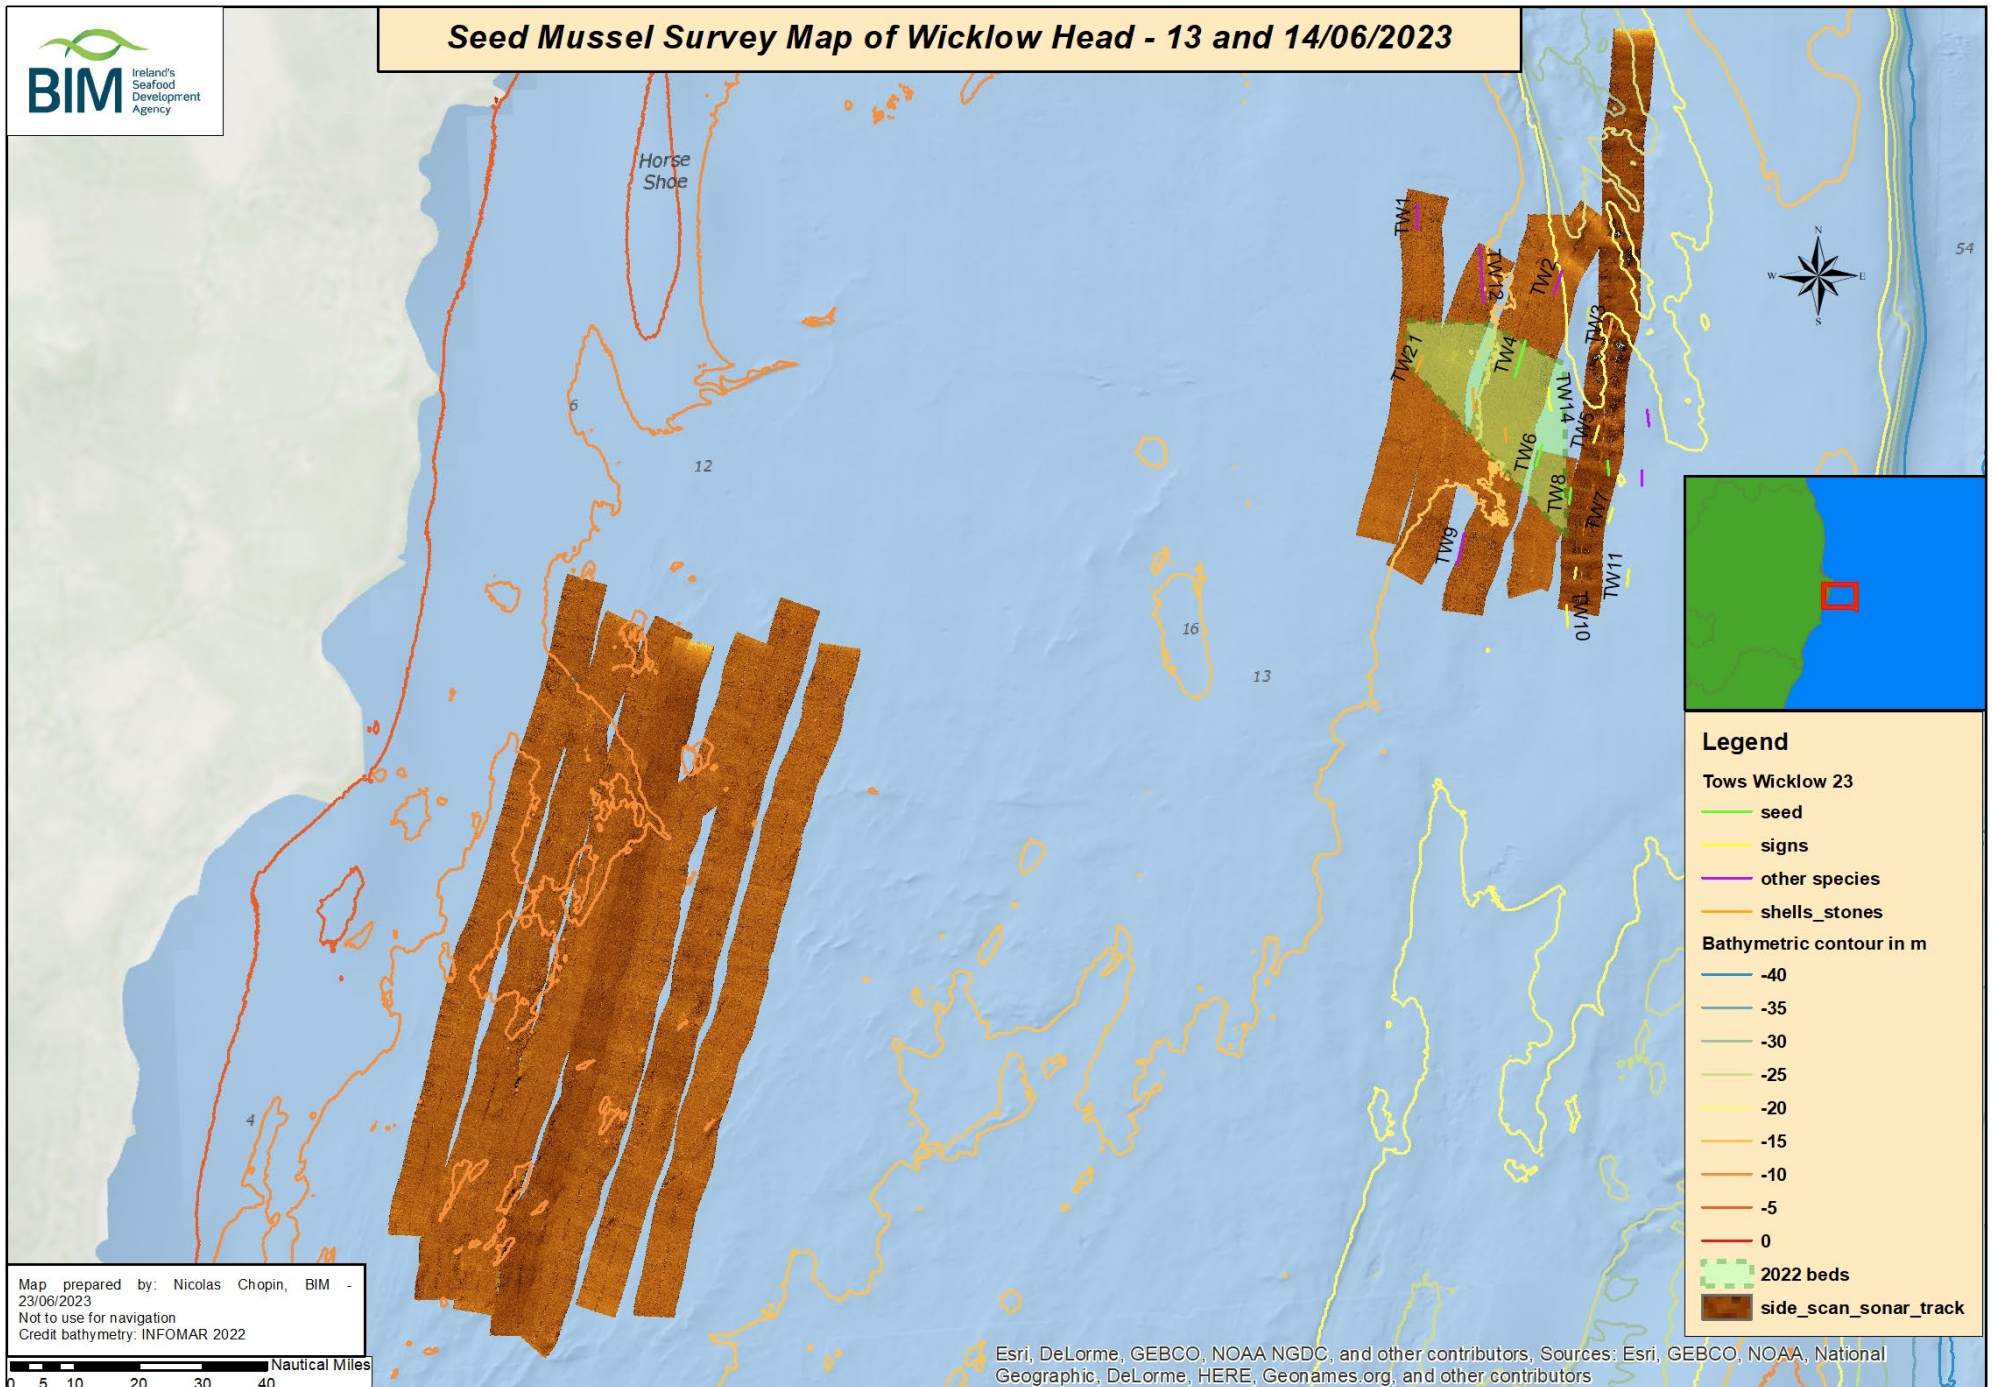 BIM
Ireland's
Seafood
Development
Agency
Seed Mussel Survey Map of Wicklow Head - 13 and 14/06/2023
Horse
Shoe
6
12
16
13
4
54
N
W
E
S
TW1
TW12
TW2
TW3
TW21
TW4
TW14
TW5
TW6
TW8
TW7
TW9
TW11
TW10
Legend
Tows Wicklow 23
seed
signs
other species
shells_stones
Bathymetric contour in m
-40
-35
-30
-25
-20
-15
-10
-5
0
2022 beds
side_scan_sonar_track
Map prepared by: Nicolas Chopin, BIM -
23/06/2023
Not to use for navigation
Credit bathymetry: INFOMAR 2022
Nautical Miles
0 5 10 20 30 40
Esri, DeLorme, GEBCO, NOAA NGDC, and other contributors, Sources: Esri, GEBCO, NOAA, National
Geographic, DeLorme, HERE, Geonames.org, and other contributors